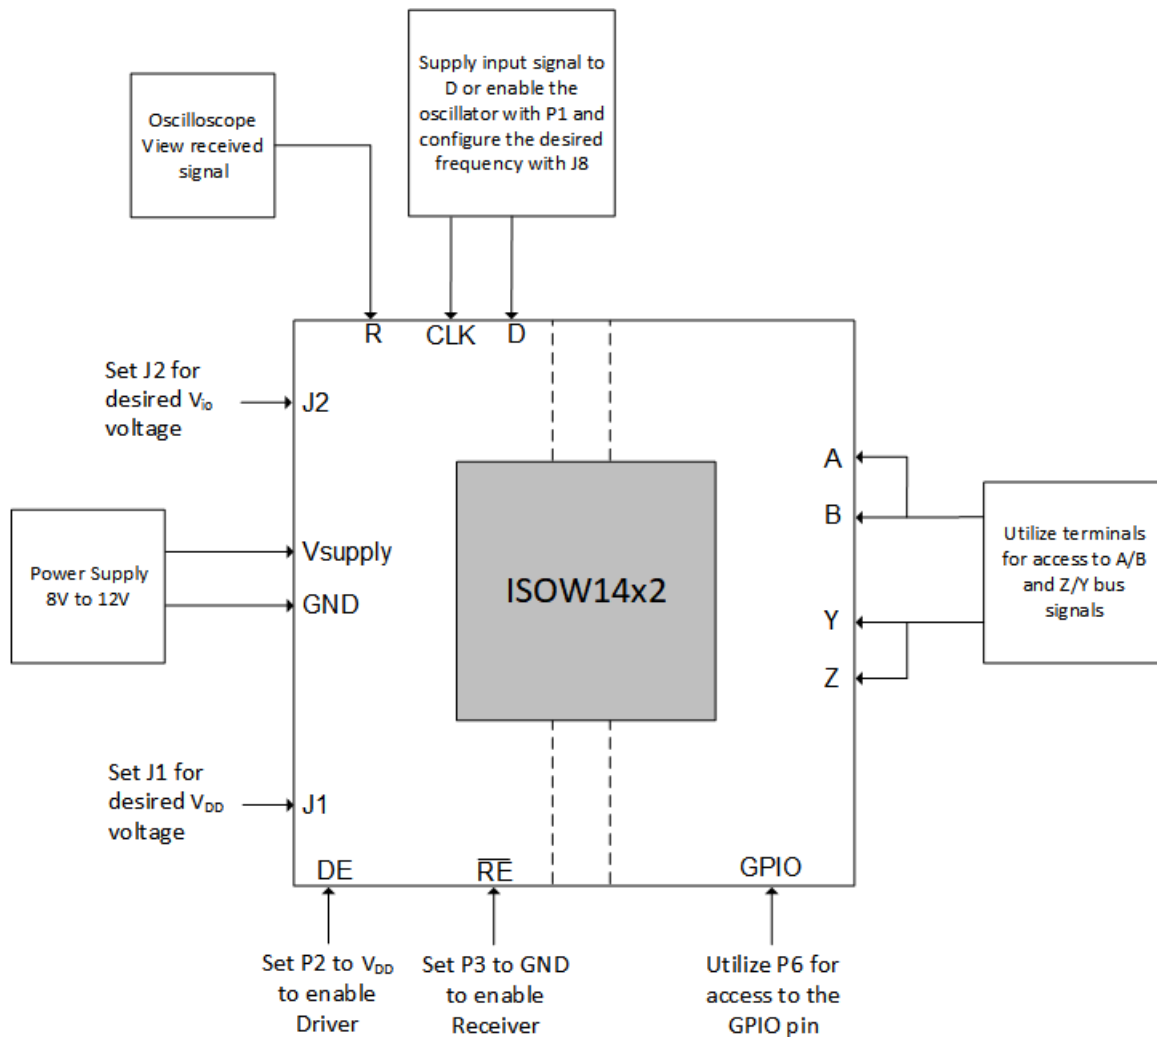 Supply input signal to
D or enable the
oscillator with P1 and
configure the desired
frequency with J8
Oscilloscope
View received
signal
R
CLK
D
Set J2 for
desired Vio
voltage
J2
A
B
Power Supply
8V to 12V
Vsupply
GND
ISOW14x2
Utilize terminals
for access to A/B
and Z/Y bus
signals
Y
Z
Set J1 for
desired VDD
voltage
J1
DE
R̅E̅
GPIO
Set P2 to VDD
to enable
Driver
Set P3 to GND
to enable
Receiver
Utilize P6 for
access to the
GPIO pin